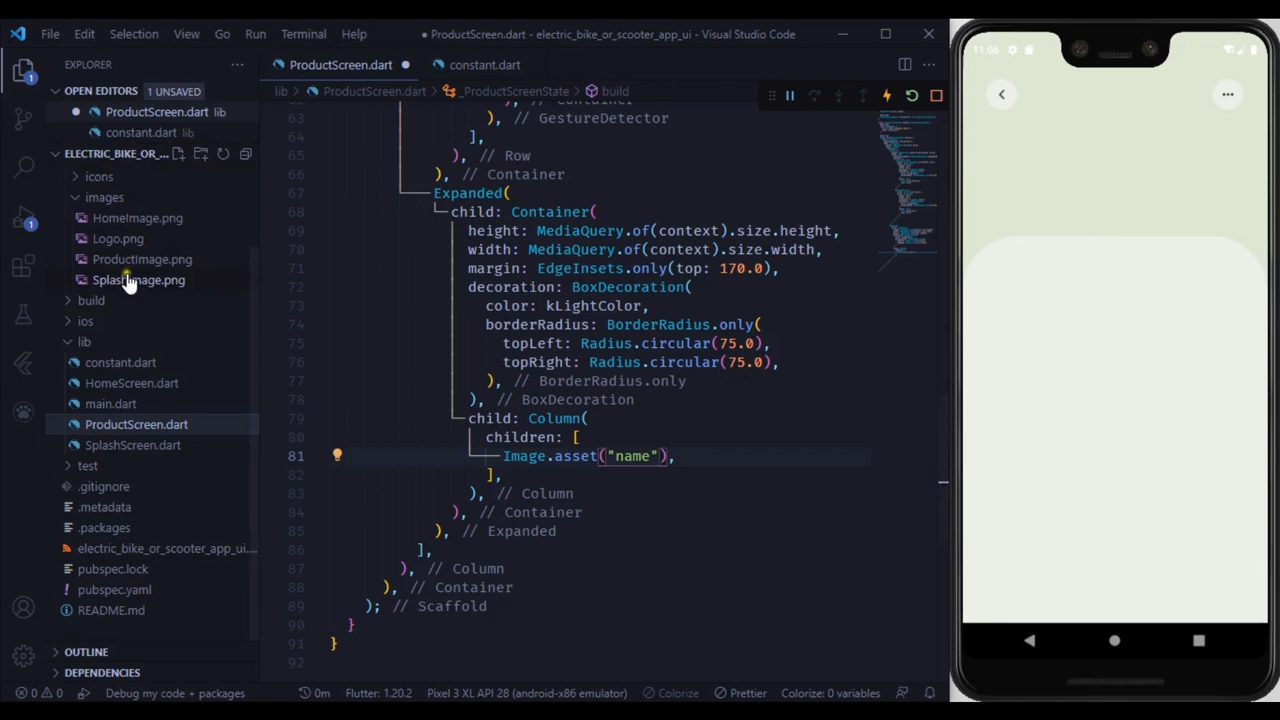 File Edit Selection View Go Run Terminal Help
● ProductScreen.dart - electric_bike_or_scooter_app_ui - Visual Studio Code
EXPLORER
OPEN EDITORS 1 UNSAVED
ProductScreen.dart lib
constant.dart lib
ELECTRIC_BIKE_OR_...
icons
images
HomeImage.png
Logo.png
ProductImage.png
SplashImage.png
build
ios
lib
constant.dart
HomeScreen.dart
main.dart
ProductScreen.dart
SplashScreen.dart
test
.gitignore
.metadata
.packages
electric_bike_or_scooter_app_ui....
pubspec.lock
pubspec.yaml
README.md
OUTLINE
DEPENDENCIES
1
1
ProductScreen.dart
constant.dart
lib > ProductScreen.dart > _ProductScreenState > build
), // Container
63 ), // GestureDetector
64 ],
65 ), // Row
66 ), // Container
67 Expanded(
68 child: Container(
69 height: MediaQuery.of(context).size.height,
70 width: MediaQuery.of(context).size.width,
71 margin: EdgeInsets.only(top: 170.0),
72 decoration: BoxDecoration(
73 color: kLightColor,
74 borderRadius: BorderRadius.only(
75 topLeft: Radius.circular(75.0),
76 topRight: Radius.circular(75.0),
77 ), // BorderRadius.only
78 ), // BoxDecoration
79 child: Column(
80 children: [
81 Image.asset("name"),
82 ],
83 ), // Column
84 ), // Container
85 ), // Expanded
86 ],
87 ), // Column
88 ), // Container
89 ); // Scaffold
90 }
91 }
92
0 0 Debug my code + packages 0m Flutter: 1.20.2 Pixel 3 XL API 28 (android-x86 emulator) Colorize Prettier Colorize: 0 variables
11:06